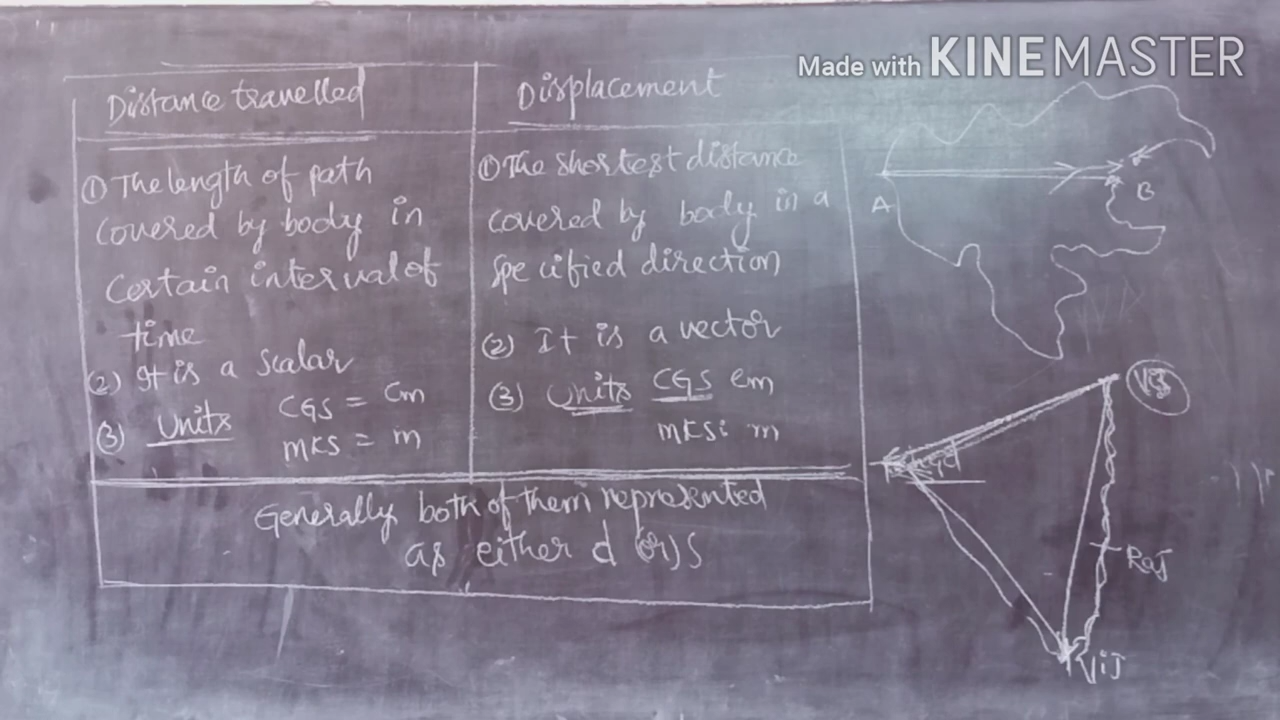 Made with KINEMASTER
Distance travelled
① The length of path
covered by body in
certain interval of
time
(2) It is a scalar
(3) Units CGS = cm
MKS = m
Displacement
① The shortest distance
covered by body in a
specified direction
(2) It is a vector
(3) Units CGS cm
MKS: m
Generally both of them represented
as either d (or) S
A
B
Raj
Vij